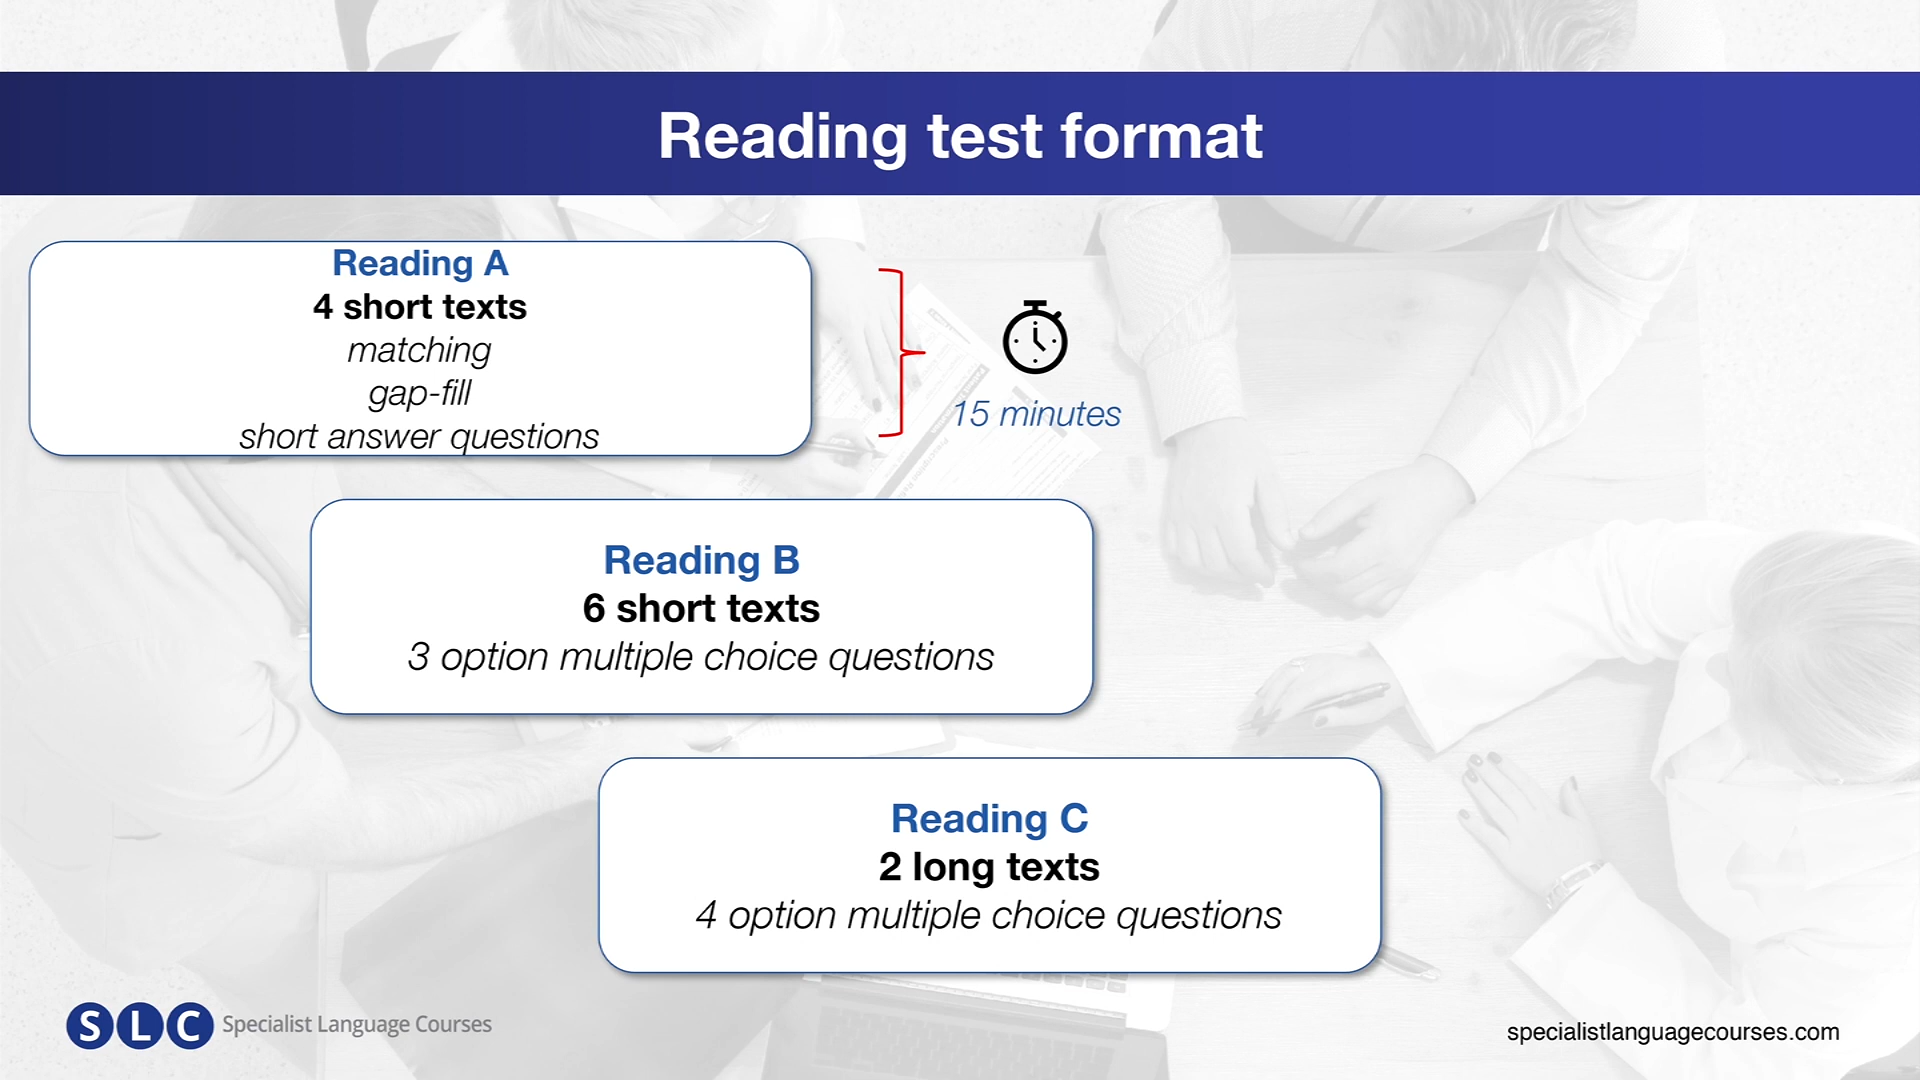 Reading test format
Reading A
4 short texts
matching
gap-fill
short answer questions
15 minutes
Reading B
6 short texts
3 option multiple choice questions
Reading C
2 long texts
4 option multiple choice questions
SLC Specialist Language Courses
specialistlanguagecourses.com